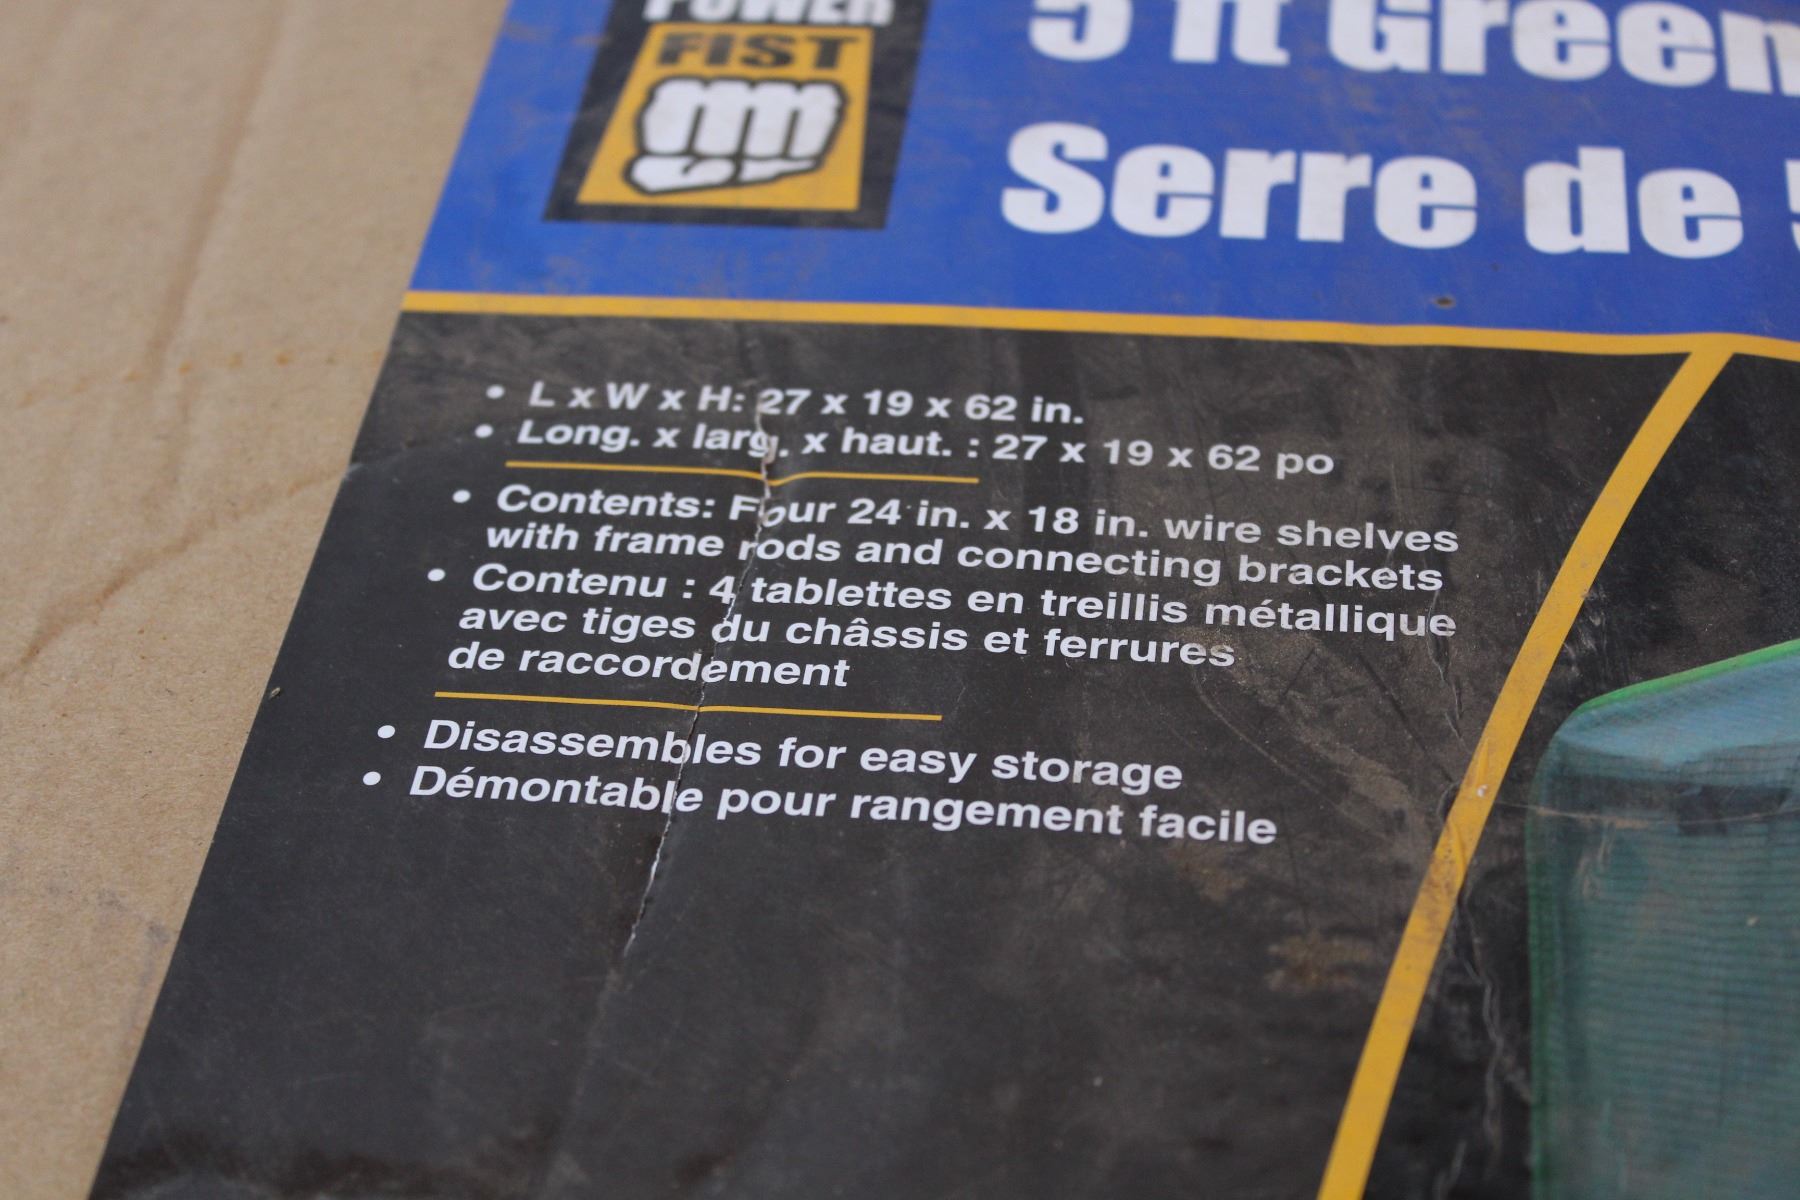 POWER
FIST
5 ft Green
Serre de 5
• L x W x H: 27 x 19 x 62 in.
• Long. x larg. x haut. : 27 x 19 x 62 po
• Contents: Four 24 in. x 18 in. wire shelves
with frame rods and connecting brackets
• Contenu : 4 tablettes en treillis métallique
avec tiges du châssis et ferrures
de raccordement
• Disassembles for easy storage
• Démontable pour rangement facile